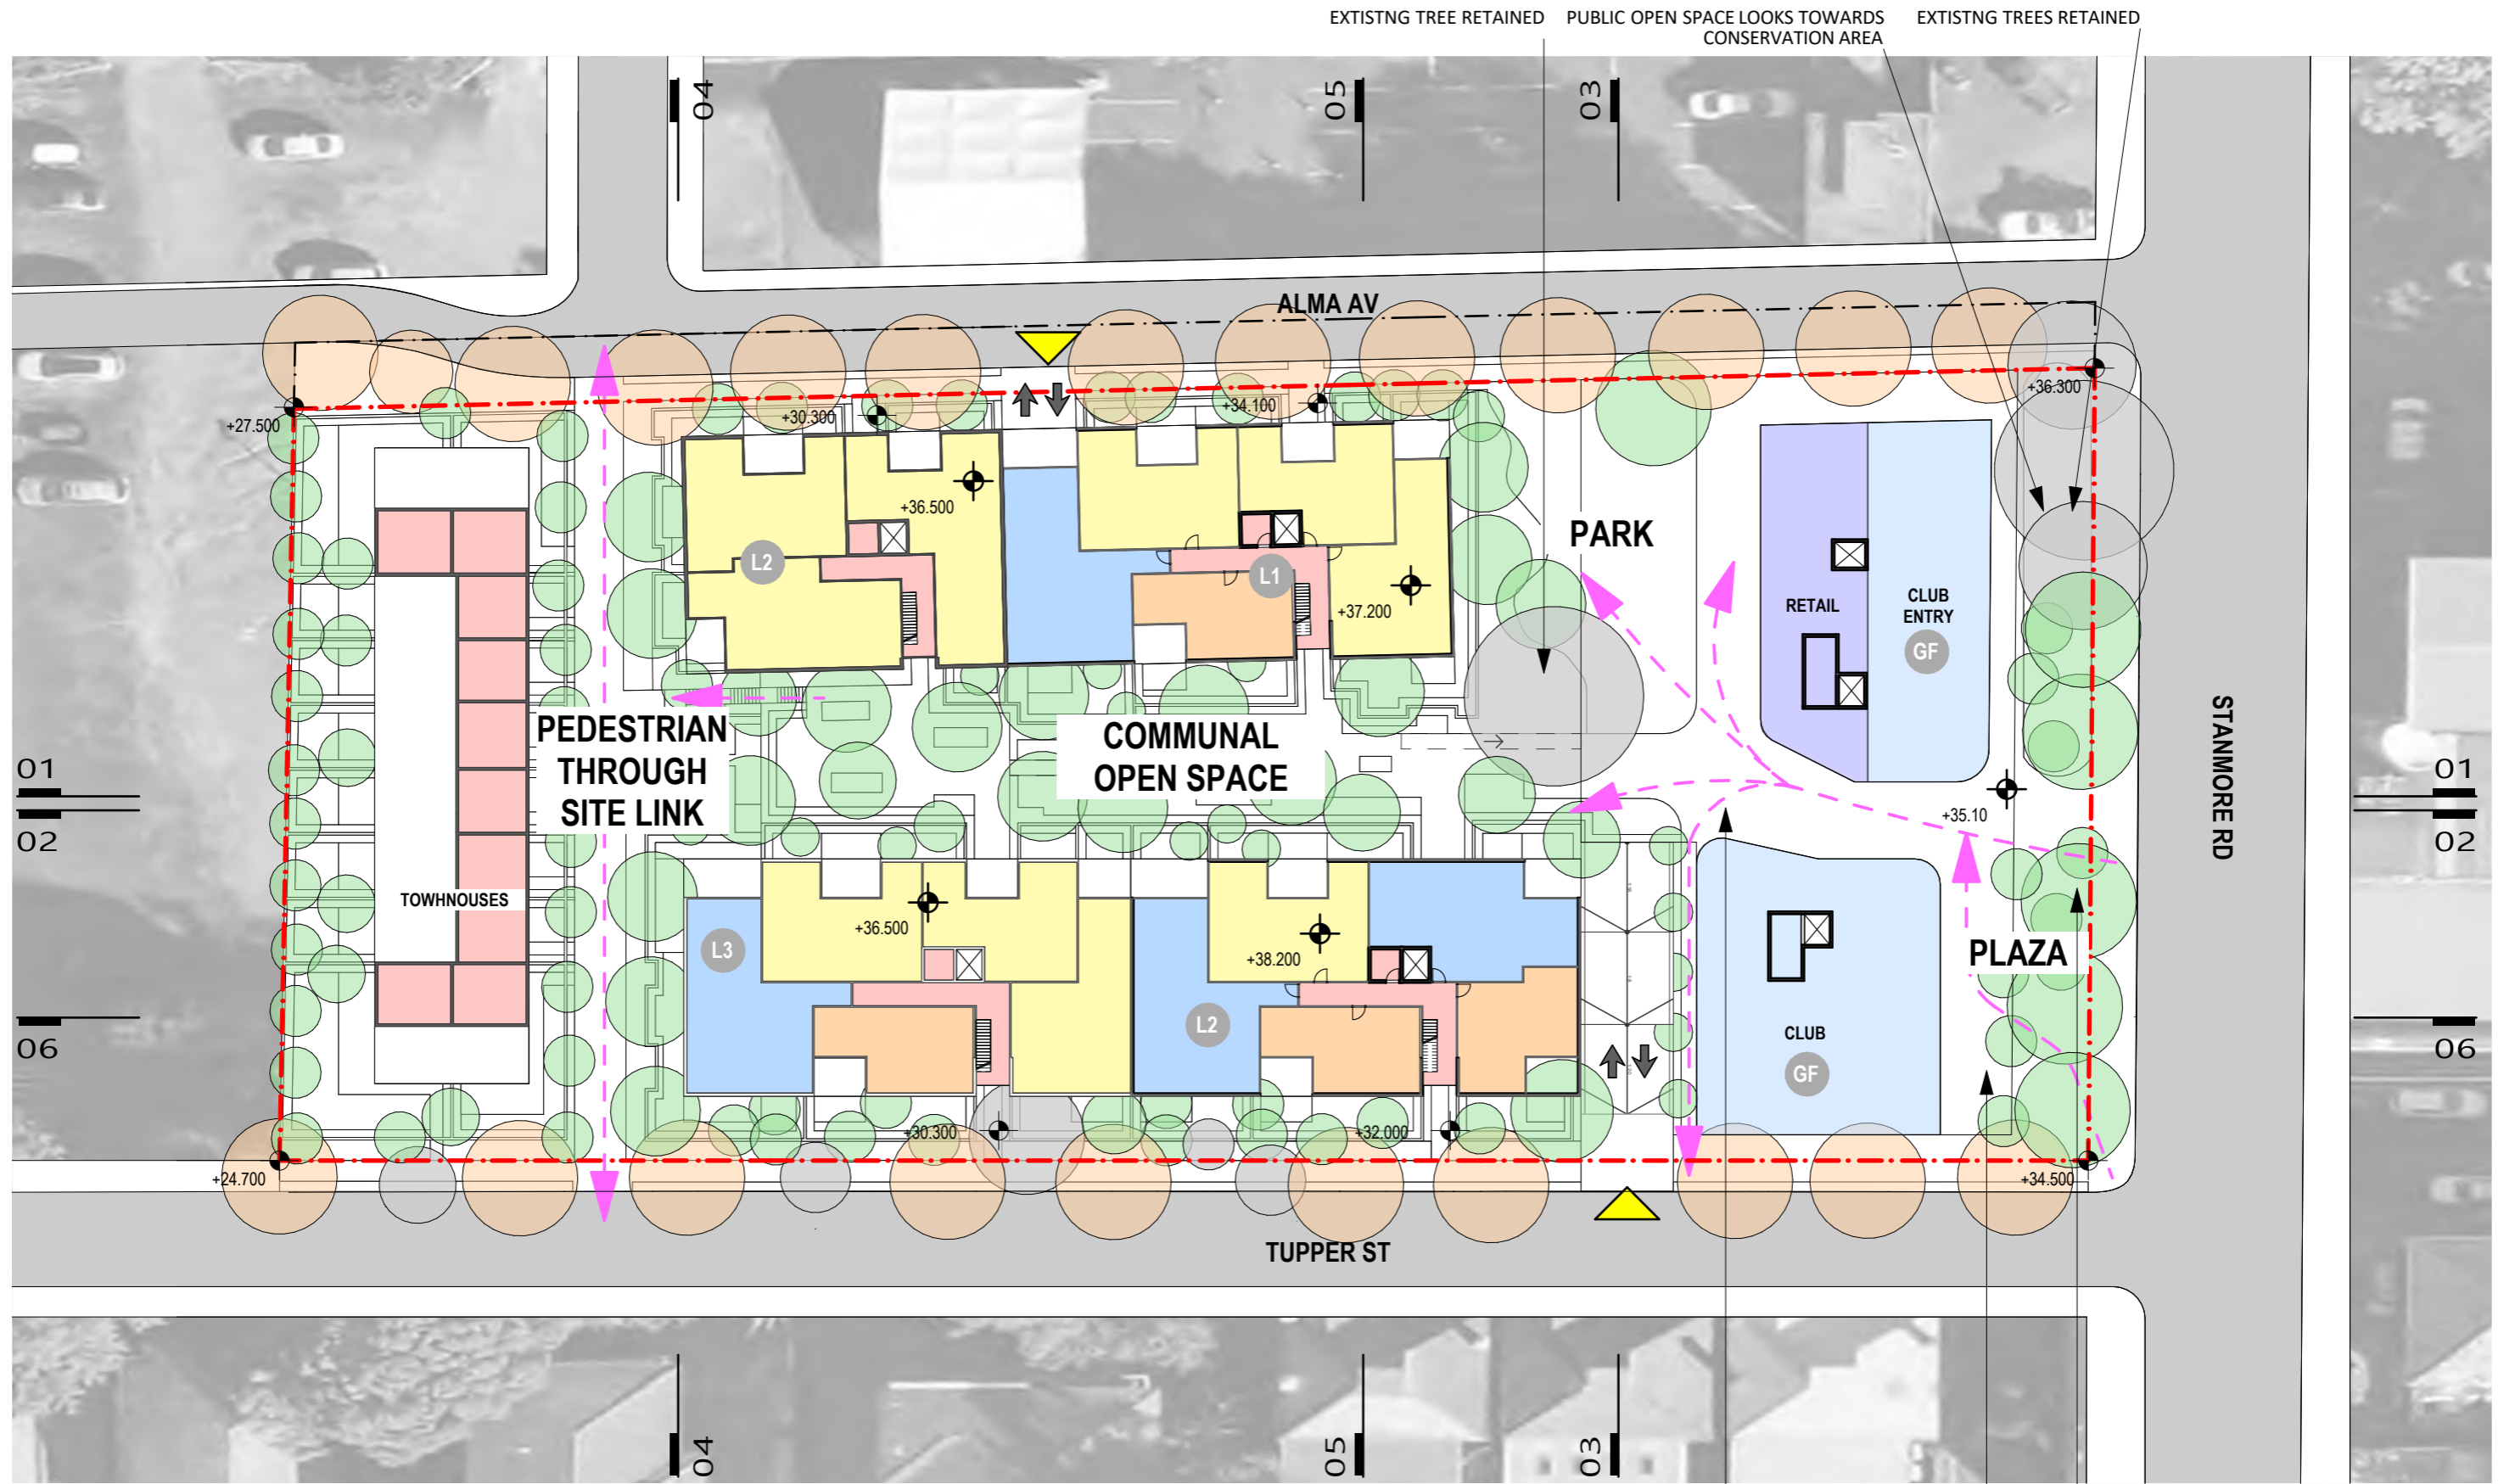 EXTISTNG TREE RETAINED
PUBLIC OPEN SPACE LOOKS TOWARDS
CONSERVATION AREA
EXTISTNG TREES RETAINED
04
05
03
ALMA AV
+27.500
+30.300
+34.100
+36.300
+36.500
L2
L1
+37.200
PARK
RETAIL
CLUB
ENTRY
GF
STANMORE RD
PEDESTRIAN
THROUGH
SITE LINK
COMMUNAL
OPEN SPACE
01
02
01
02
+35.10
TOWHNOUSES
+36.500
L3
+38.200
L2
PLAZA
CLUB
GF
06
06
+30.300
+32.000
+24.700
+34.500
TUPPER ST
04
05
03